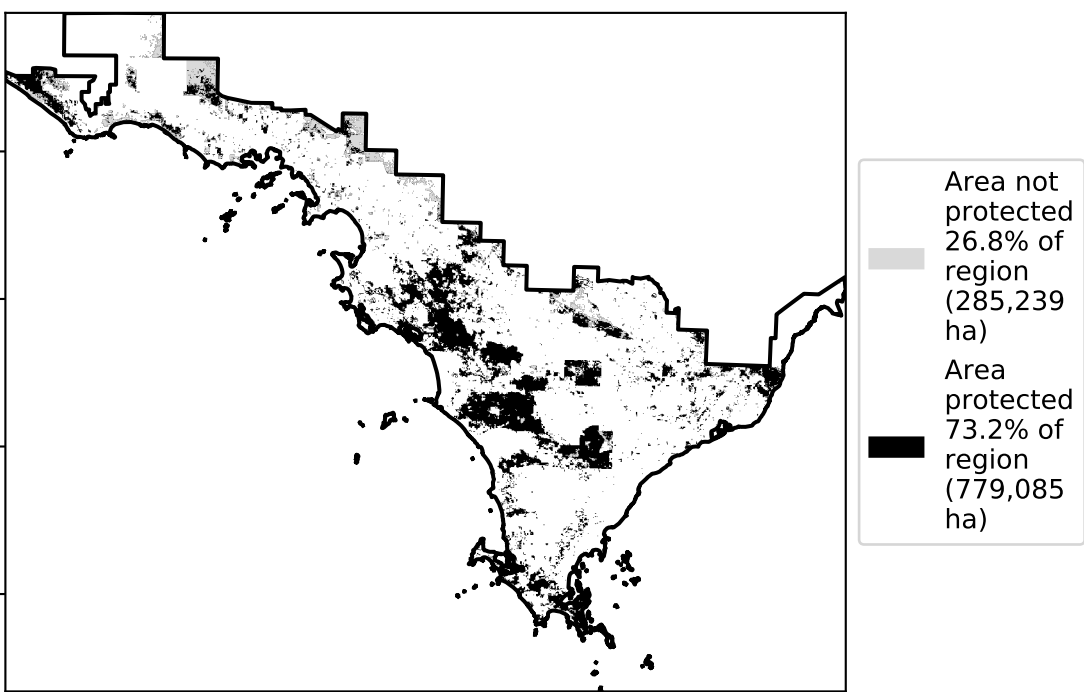 Area not
protected
26.8% of
region
(285,239
ha)
Area
protected
73.2% of
region
(779,085
ha)